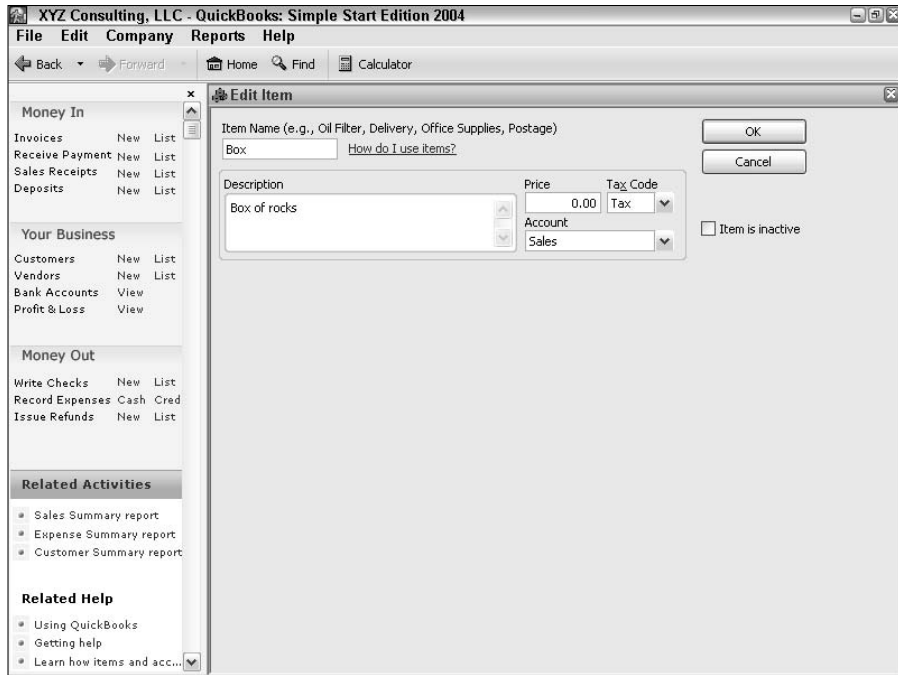 XYZ Consulting, LLC - QuickBooks: Simple Start Edition 2004
File Edit Company Reports Help
Back Forward Home Find Calculator
Money In
Invoices New List
Receive Payment New List
Sales Receipts New List
Deposits New List
Your Business
Customers New List
Vendors New List
Bank Accounts View
Profit & Loss View
Money Out
Write Checks New List
Record Expenses Cash Cred
Issue Refunds New List
Related Activities
Sales Summary report
Expense Summary report
Customer Summary report
Related Help
Using QuickBooks
Getting help
Learn how items and acc...
Edit Item
Item Name (e.g., Oil Filter, Delivery, Office Supplies, Postage)
Box How do I use items?
Description Price Tax Code
Box of rocks 0.00 Tax
Account
Sales
OK
Cancel
Item is inactive